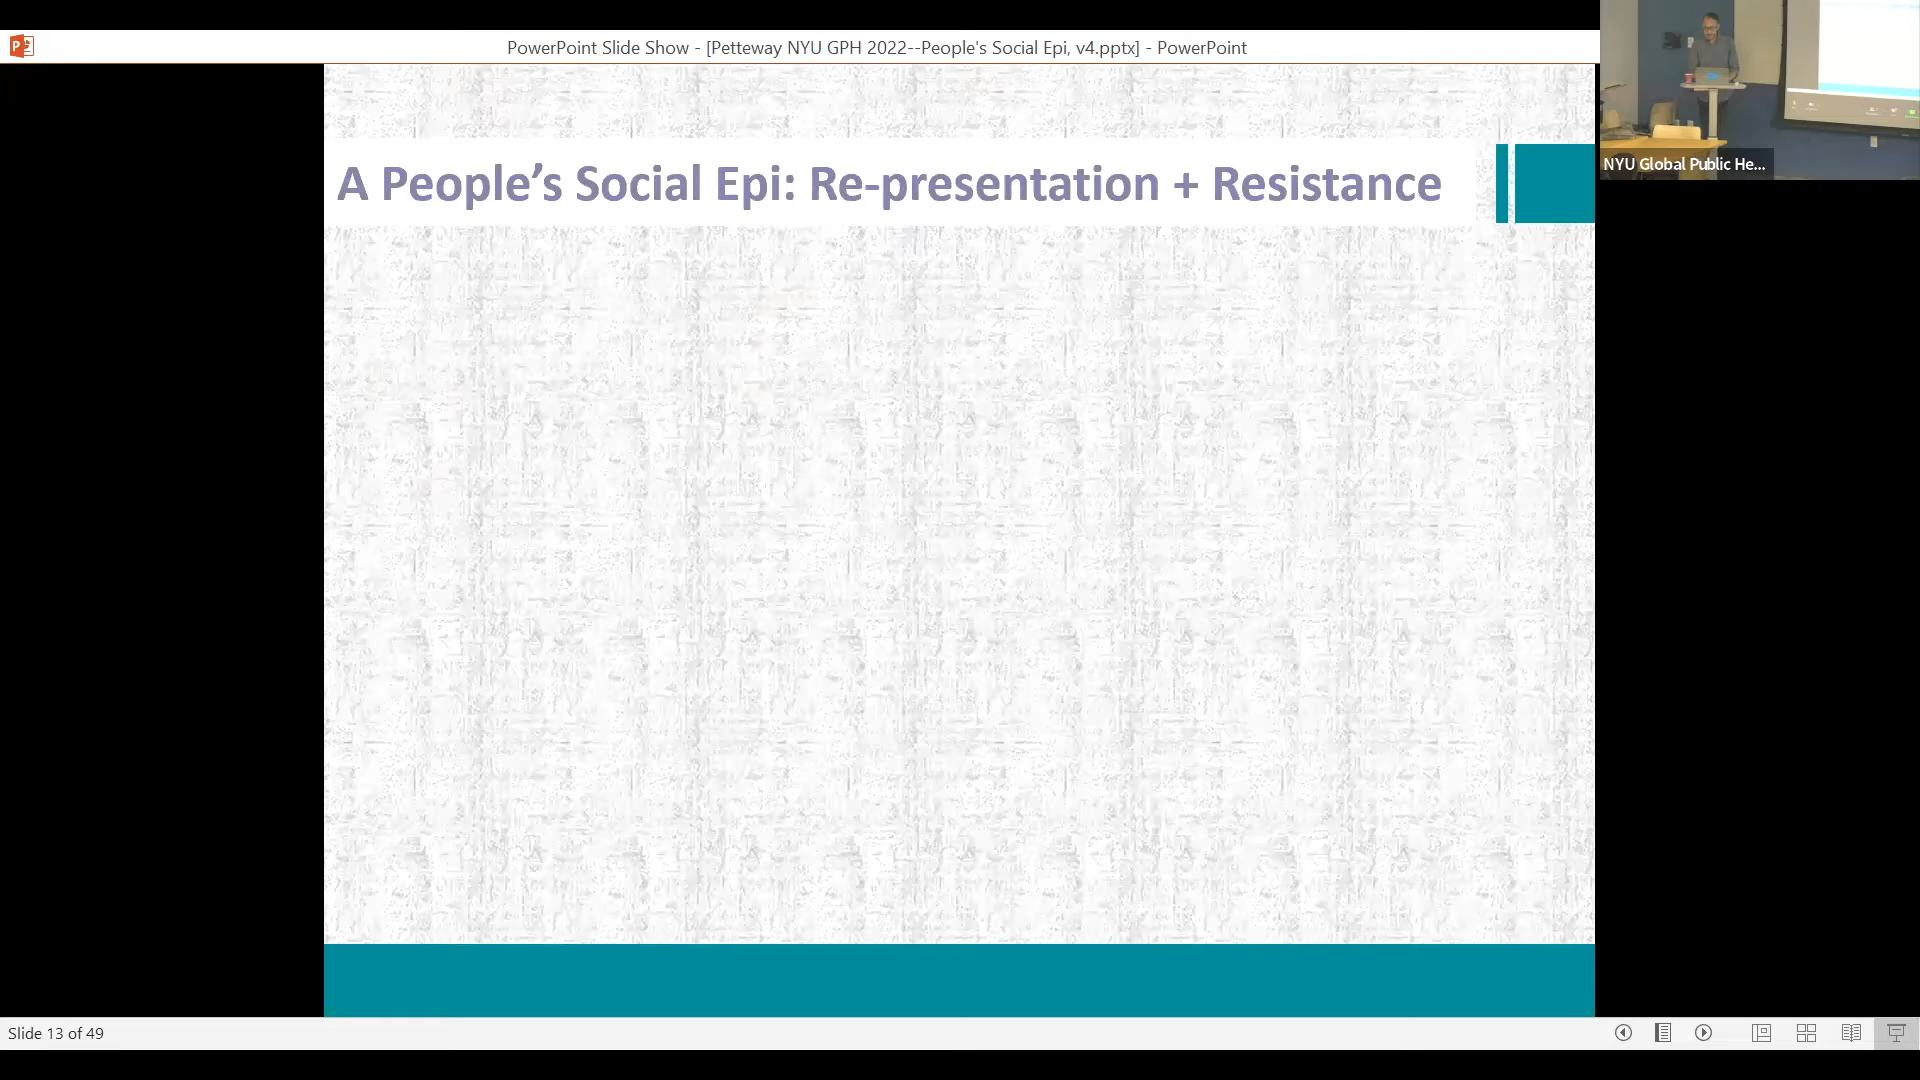 PowerPoint Slide Show - [Petteway NYU GPH 2022--People's Social Epi, v4.pptx] - PowerPoint
NYU Global Public He...
A People’s Social Epi: Re-presentation + Resistance
Slide 13 of 49